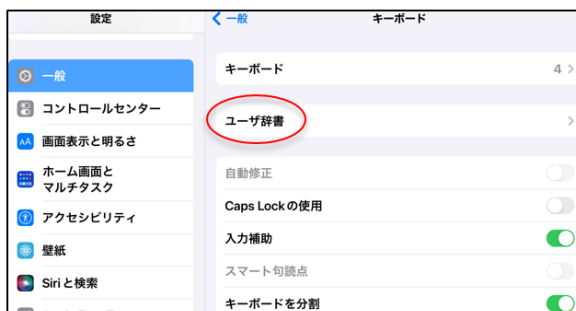 設定
一般
コントロールセンター
画面表示と明るさ
ホーム画面と
マルチタスク
アクセシビリティ
壁紙
Siriと検索
一般
キーボード
キーボード
4
ユーザ辞書
自動修正
Caps Lockの使用
入力補助
スマート句読点
キーボードを分割